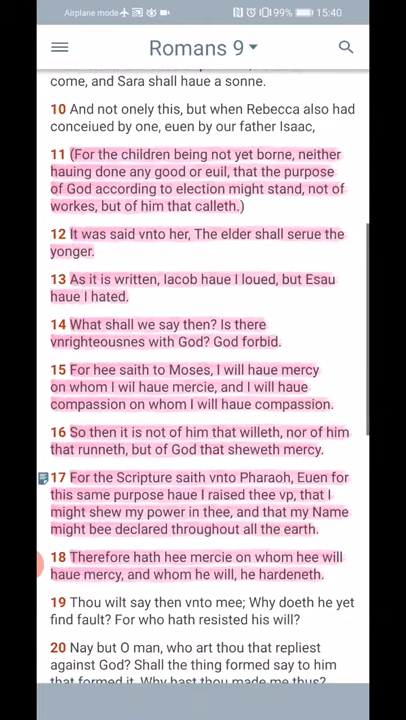 Airplane mode 99% 15:40
Romans 9
come, and Sara shall haue a sonne.
10 And not onely this, but when Rebecca also had
conceiued by one, euen by our father Isaac,
11 (For the children being not yet borne, neither
hauing done any good or euil, that the purpose
of God according to election might stand, not of
workes, but of him that calleth.)
12 It was said vnto her, The elder shall serue the
yonger.
13 As it is written, Iacob haue I loued, but Esau
haue I hated.
14 What shall we say then? Is there
vnrighteousnes with God? God forbid.
15 For hee saith to Moses, I will haue mercy
on whom I wil haue mercie, and I will haue
compassion on whom I will haue compassion.
16 So then it is not of him that willeth, nor of him
that runneth, but of God that sheweth mercy.
17 For the Scripture saith vnto Pharaoh, Euen for
this same purpose haue I raised thee vp, that I
might shew my power in thee, and that my Name
might bee declared throughout all the earth.
18 Therefore hath hee mercie on whom hee will
haue mercy, and whom he will, he hardeneth.
19 Thou wilt say then vnto mee; Why doeth he yet
find fault? For who hath resisted his will?
20 Nay but O man, who art thou that repliest
against God? Shall the thing formed say to him
that formed it, Why hast thou made me thus?